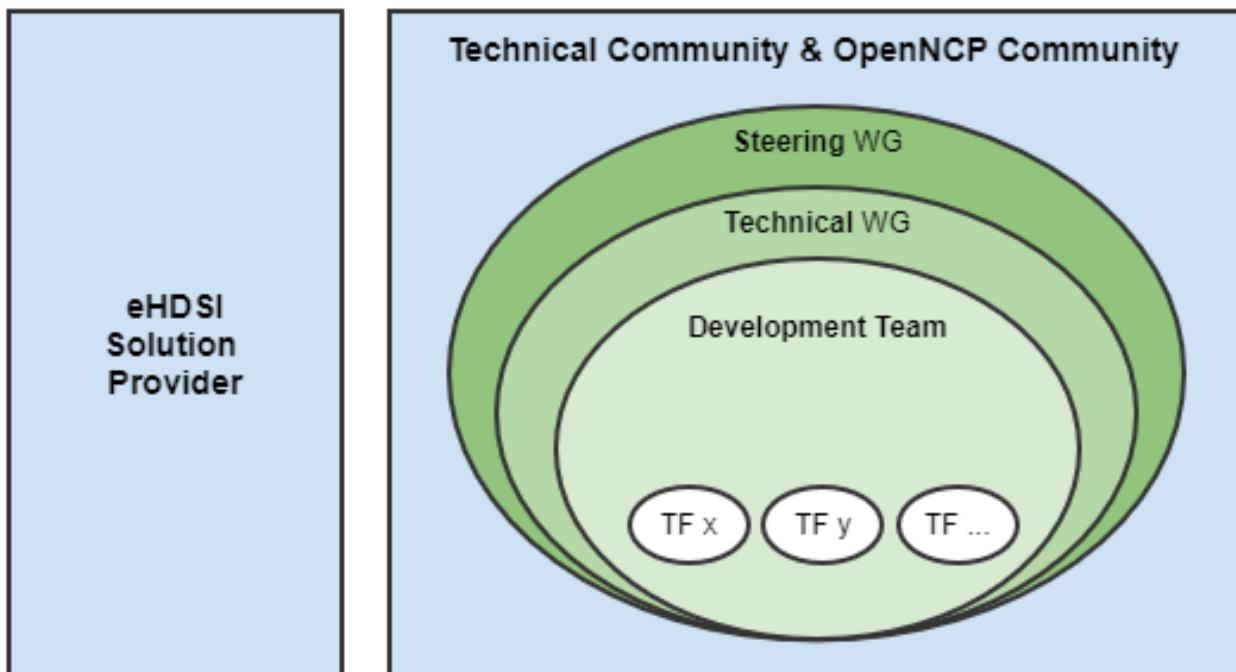 eHDSI
Solution
Provider
Technical Community & OpenNCP Community
Steering WG
Technical WG
Development Team
TF x
TF y
TF ...